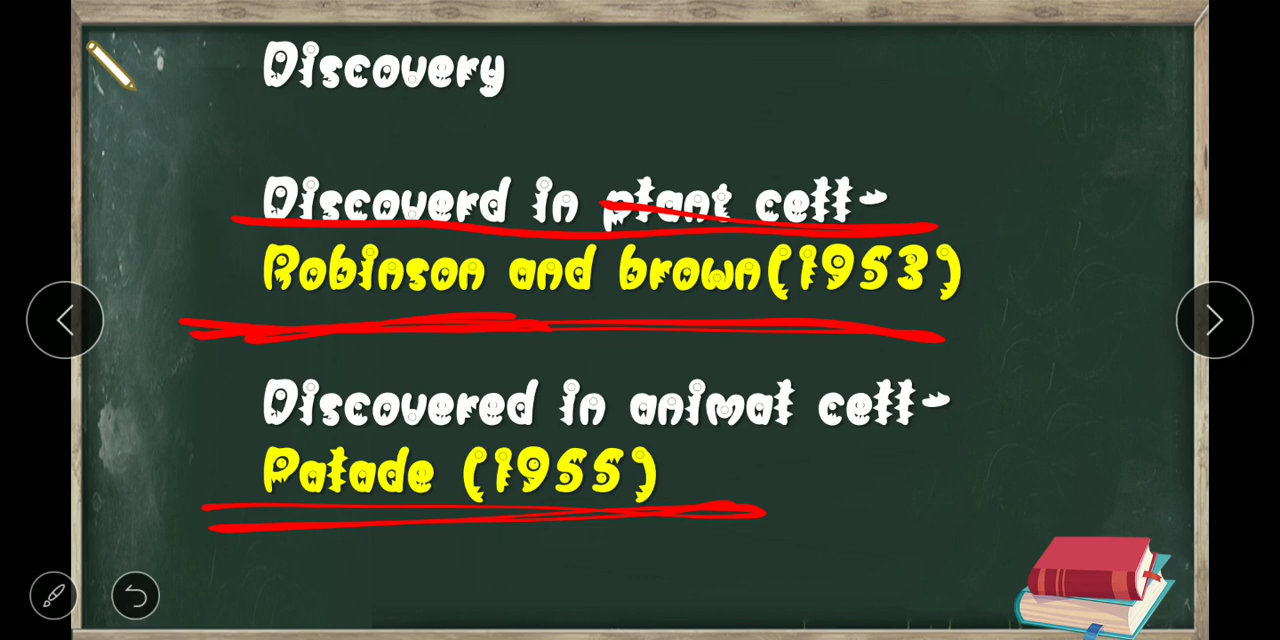 Discovery
Discoverd in plant cell-
Robinson and brown(1953)
Discovered in animal cell-
Palade (1955)